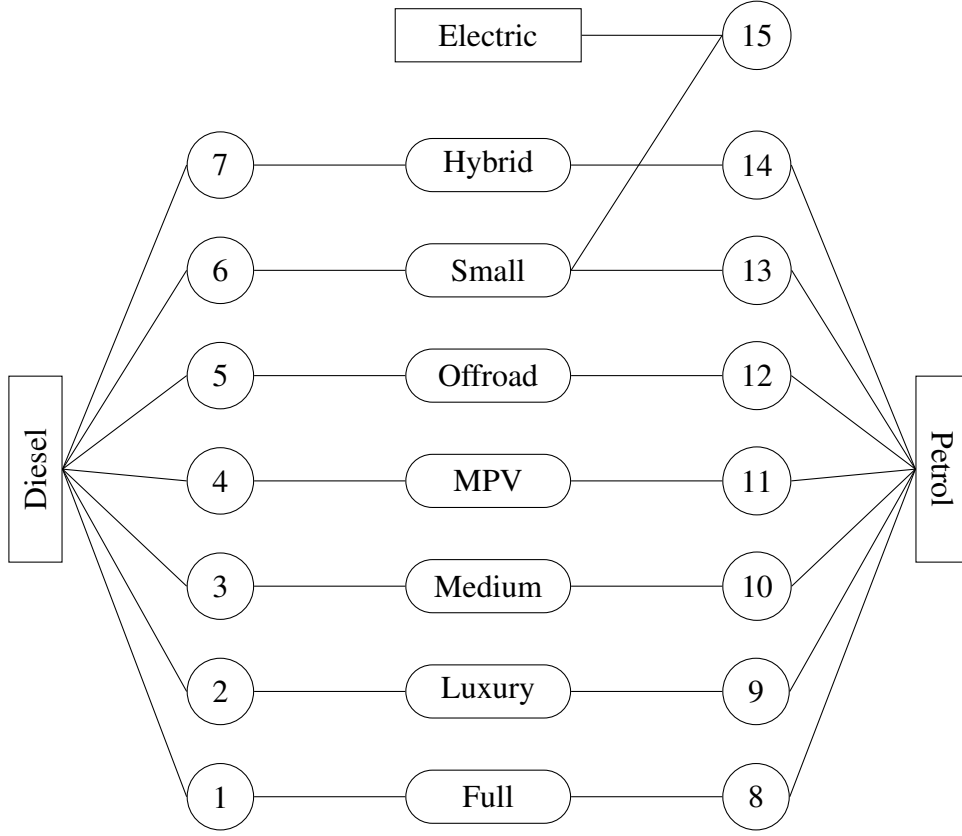 Electric
15
7
Hybrid
14
6
Small
13
5
Offroad
12
Diesel
4
MPV
11
Petrol
3
Medium
10
2
Luxury
9
1
Full
8